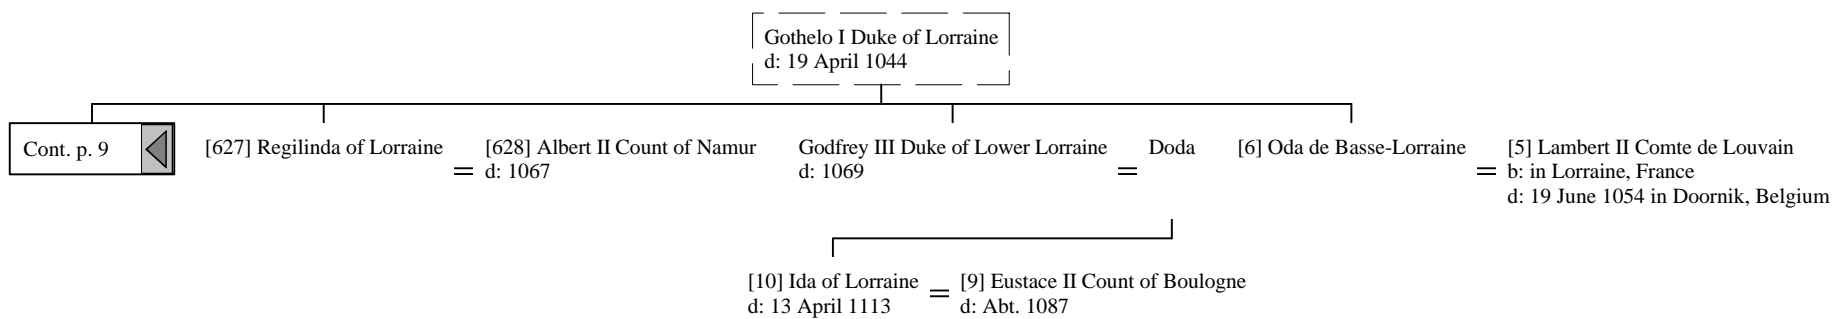 Gothelo I Duke of Lorraine
d: 19 April 1044
Cont. p. 9
[627] Regilinda of Lorraine
=
[628] Albert II Count of Namur
d: 1067
Godfrey III Duke of Lower Lorraine
d: 1069
=
Doda
[6] Oda de Basse-Lorraine
=
[5] Lambert II Comte de Louvain
b: in Lorraine, France
d: 19 June 1054 in Doornik, Belgium
[10] Ida of Lorraine
d: 13 April 1113
=
[9] Eustace II Count of Boulogne
d: Abt. 1087